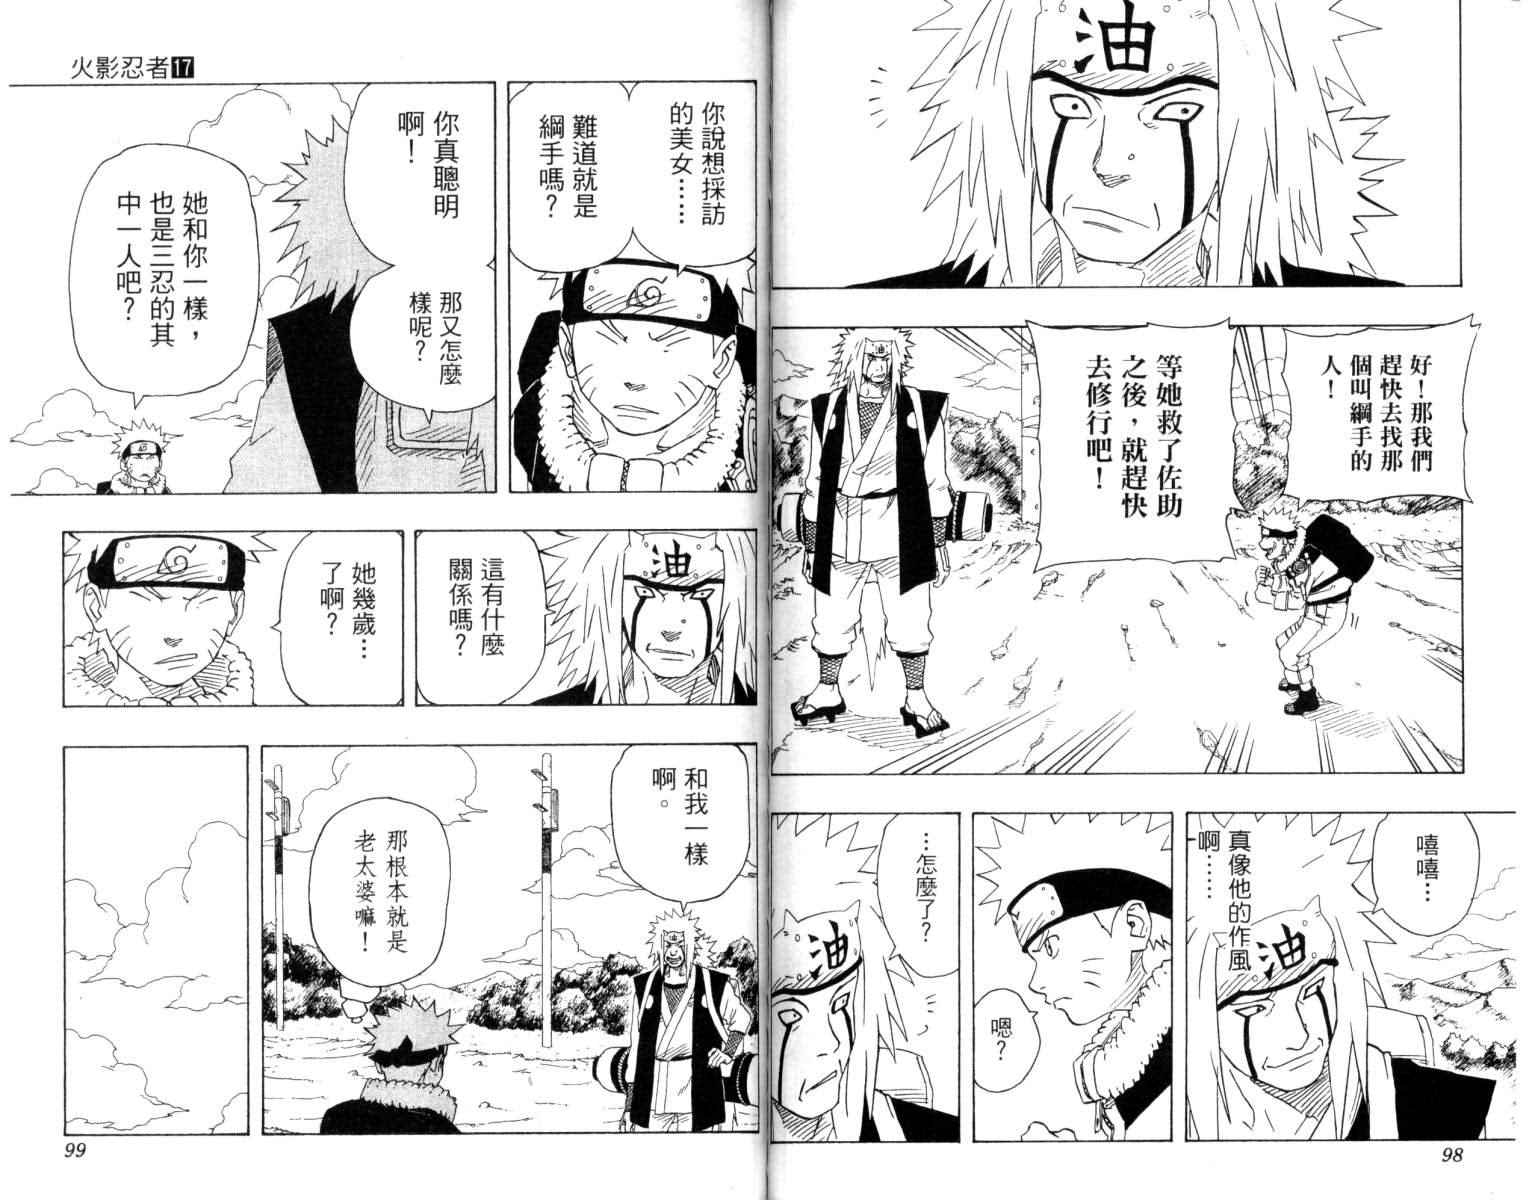 油
好！那我們
趕快去找那
個叫綱手的
人！
等她救了佐助
之後，就趕快
去修行吧！
油
嘻嘻…
真像他的作風
啊……
油
嗯？
…怎麼了？
油
98
火影忍者17
你說想採訪
的美女……
難道就是
綱手嗎？
你真聰明
啊！
那又怎麼
樣呢？
她和你一樣，
也是三忍的其
中一人吧？
這有什麼
關係嗎？
油
她幾歲…
了啊？
和我一樣
啊。
那根本就是
老太婆嘛！
99